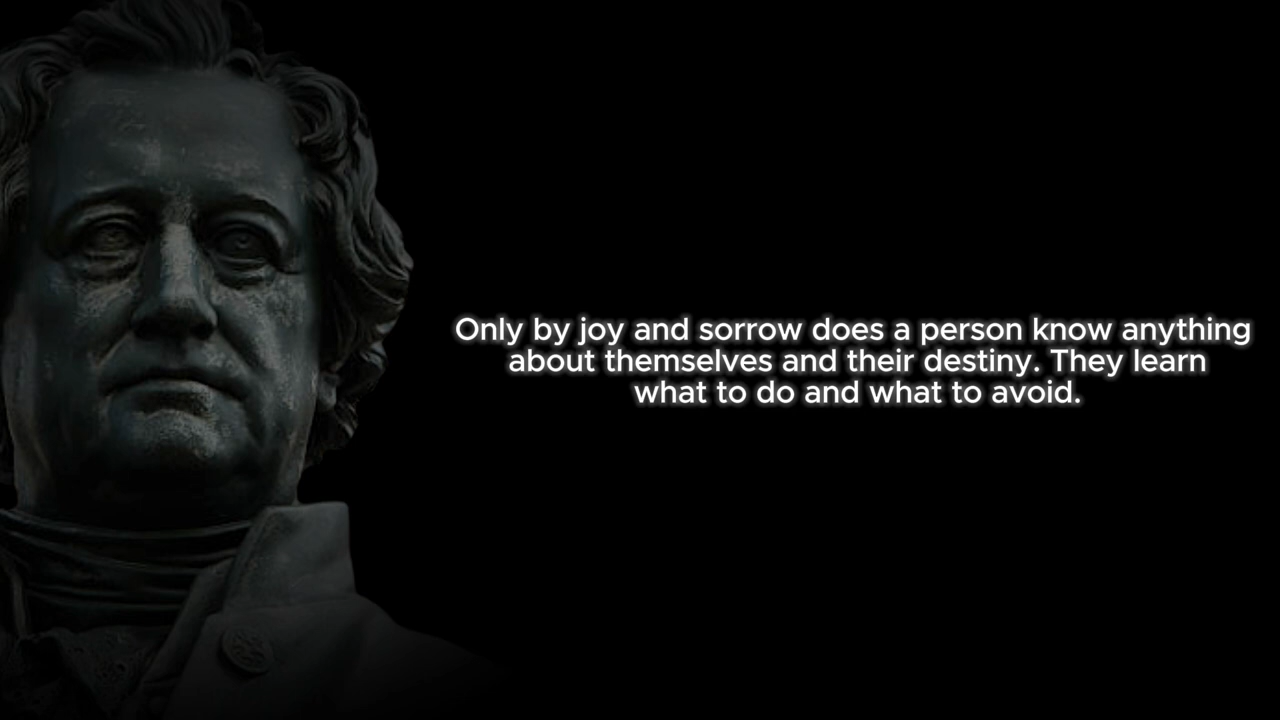 Only by joy and sorrow does a person know anything
about themselves and their destiny. They learn
what to do and what to avoid.